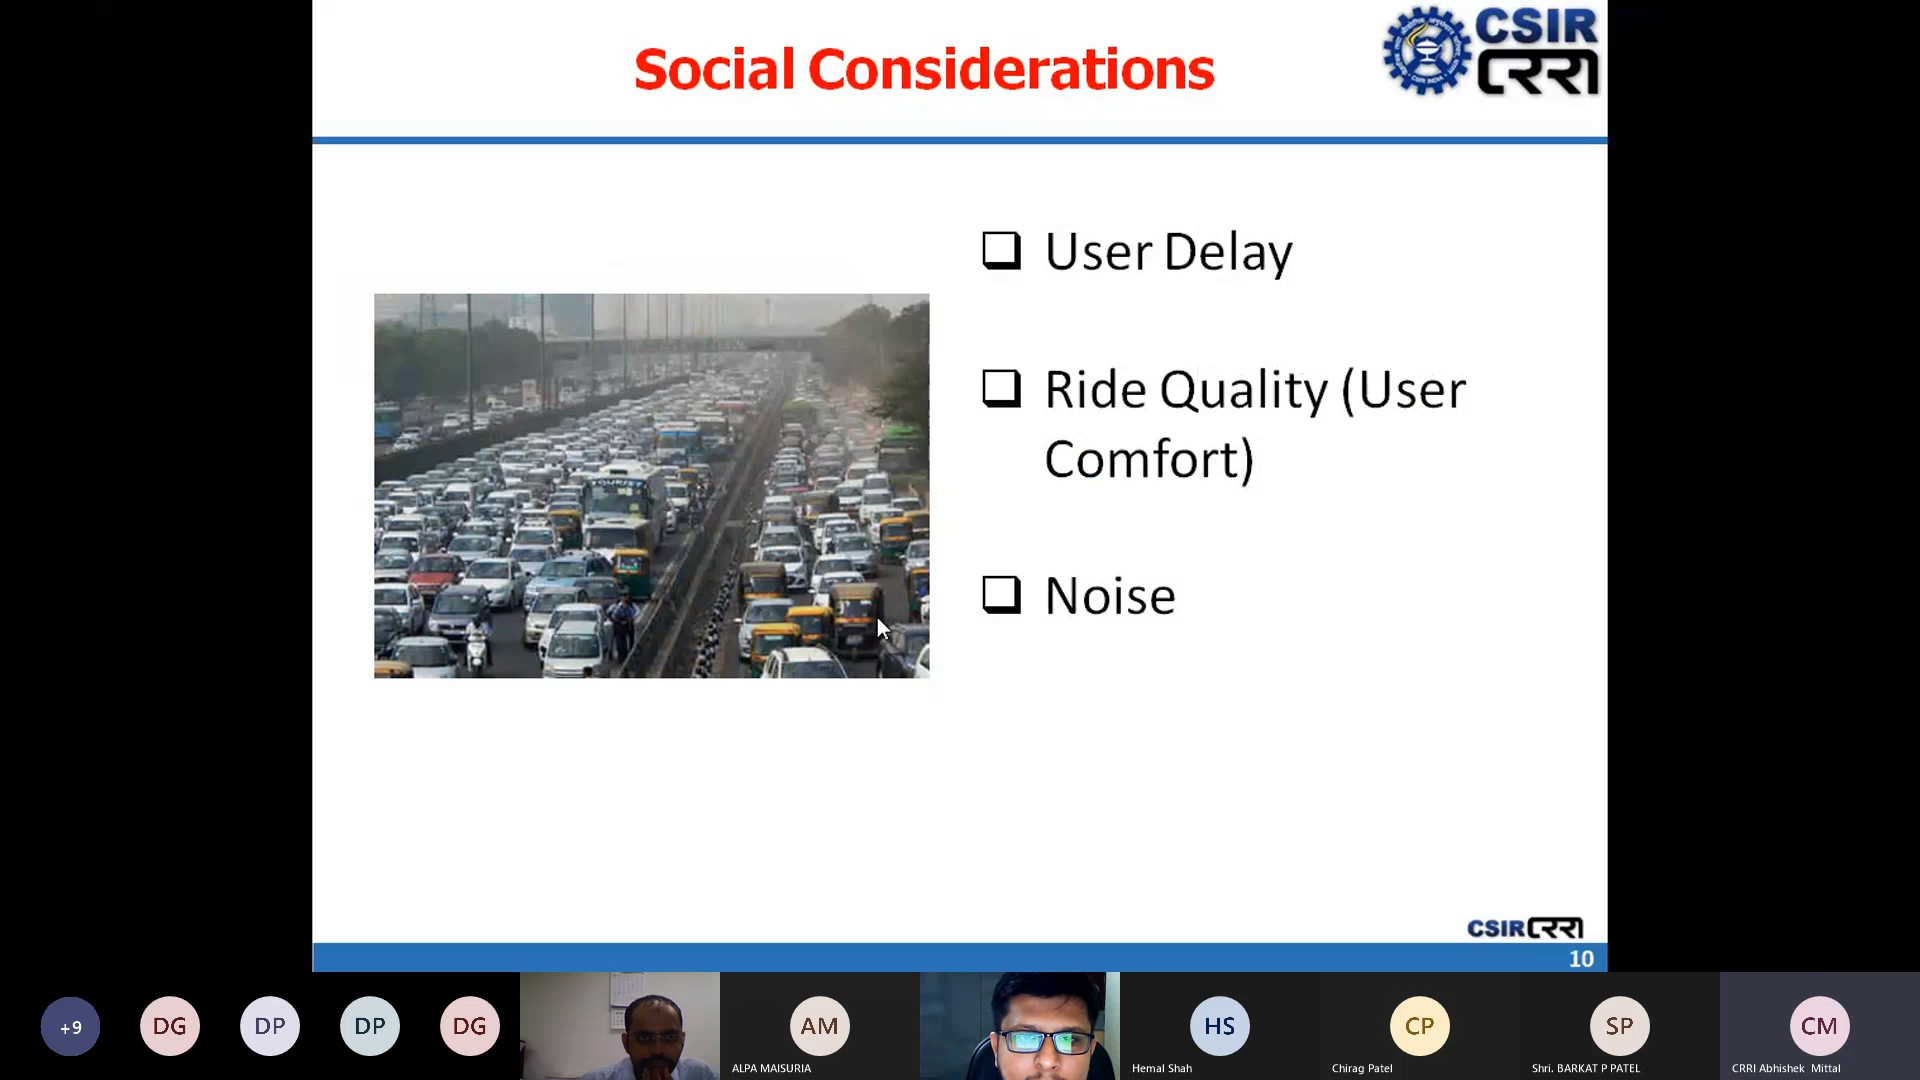 Social Considerations
CSIR
CRRI
User Delay
Ride Quality (User
Comfort)
Noise
TOURIST
CSIR CRRI
10
+9
DG
DP
DP
DG
AM
ALPA MAISURIA
HS
Hemal Shah
CP
Chirag Patel
SP
Shri. BARKAT P PATEL
CM
CRRI Abhishek Mittal